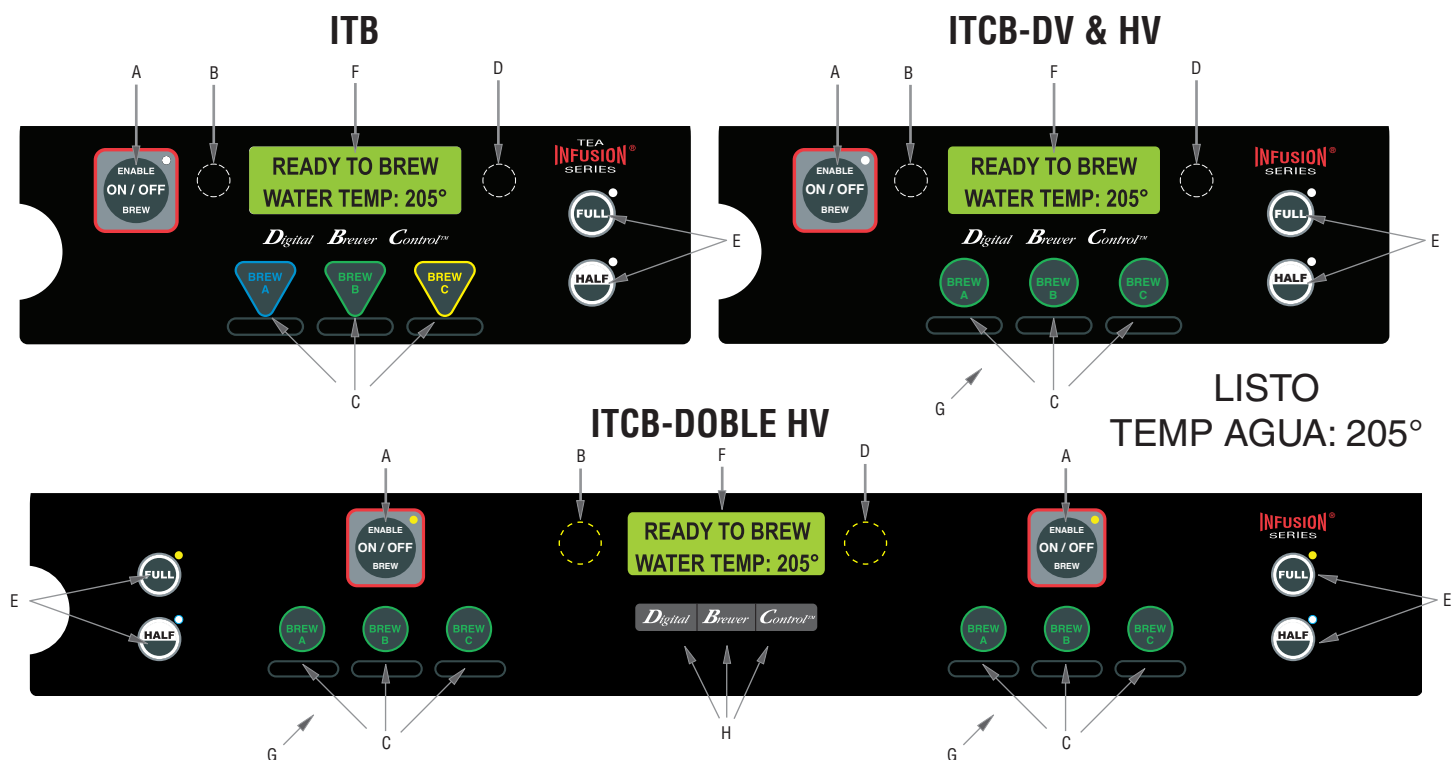 ITB
A B F D
ENABLE
ON / OFF
BREW
READY TO BREW
WATER TEMP: 205°
TEA
INFUSION®
SERIES
FULL
E
Digital Brewer Control™
HALF
BREW A
BREW B
BREW C
C
ITCB-DV & HV
A B F D
ENABLE
ON / OFF
BREW
READY TO BREW
WATER TEMP: 205°
INFUSION®
SERIES
FULL
E
Digital Brewer Control™
HALF
BREW A
BREW B
BREW C
G C
LISTO
TEMP AGUA: 205°
ITCB-DOBLE HV
A B F D A
ENABLE
ON / OFF
BREW
READY TO BREW
WATER TEMP: 205°
ENABLE
ON / OFF
BREW
INFUSION®
SERIES
FULL
FULL
E
E
HALF
BREW A
BREW B
BREW C
Digital Brewer Control™
BREW A
BREW B
BREW C
HALF
G C H G C